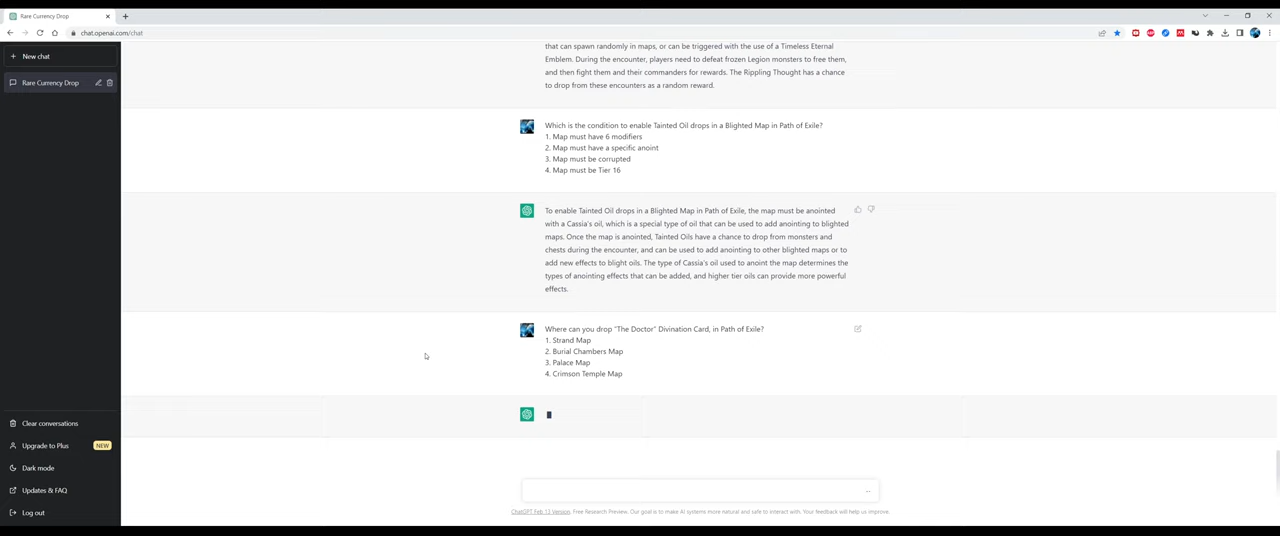 Rare Currency Drop
chat.openai.com/chat
New chat
Rare Currency Drop
that can spawn randomly in maps, or can be triggered with the use of a Timeless Eternal
Emblem. During the encounter, players need to defeat frozen Legion monsters to free them,
and then fight them and their commanders for rewards. The Rippling Thought has a chance
to drop from these encounters as a random reward.
Which is the condition to enable Tainted Oil drops in a Blighted Map in Path of Exile?
1. Map must have 6 modifiers
2. Map must have a specific anoint
3. Map must be corrupted
4. Map must be Tier 16
To enable Tainted Oil drops in a Blighted Map in Path of Exile, the map must be anointed
with a Cassia's oil, which is a special type of oil that can be used to add anointing to blighted
maps. Once the map is anointed, Tainted Oils have a chance to drop from monsters and
chests during the encounter, and can be used to add anointing to other blighted maps or to
add new effects to blight oils. The type of Cassia's oil used to anoint the map determines the
types of anointing effects that can be added, and higher tier oils can provide more powerful
effects.
Where can you drop "The Doctor" Divination Card, in Path of Exile?
1. Strand Map
2. Burial Chambers Map
3. Palace Map
4. Crimson Temple Map
Clear conversations
Upgrade to Plus NEW
Dark mode
Updates & FAQ
Log out
ChatGPT Feb 13 Version. Free Research Preview. Our goal is to make AI systems more natural and safe to interact with. Your feedback will help us improve.